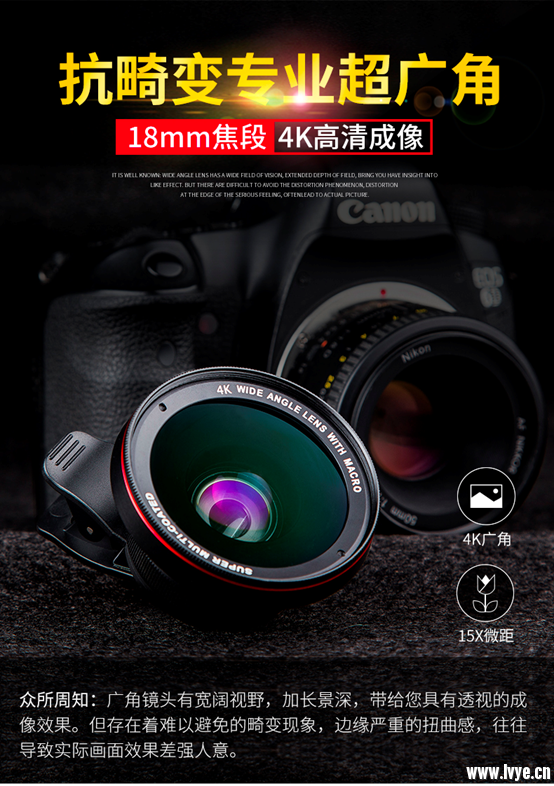 抗畸变专业超广角
18mm焦段 4K高清成像
IT IS WELL KNOWN: WIDE ANGLE LENS HAS A WIDE FIELD OF VISION, EXTENDED DEPTH OF FIELD, BRING YOU HAVE INSIGHT INTO
LIKE EFFECT. BUT THERE ARE DIFFICULT TO AVOID THE DISTORTION PHENOMENON, DISTORTION
AT THE EDGE OF THE SERIOUS FEELING, OFTENLEAD TO ACTUAL PICTURE.
Canon
EOS
6D
Nikon
4K WIDE ANGLE LENS WITH MACRO
SUPER MULTI-COATED
50mm
4K广角
15X微距
众所周知：广角镜头有宽阔视野，加长景深，带给您具有透视的成
像效果。但存在着难以避免的畸变现象，边缘严重的扭曲感，往往
导致实际画面效果差强人意。
www.lvye.cn